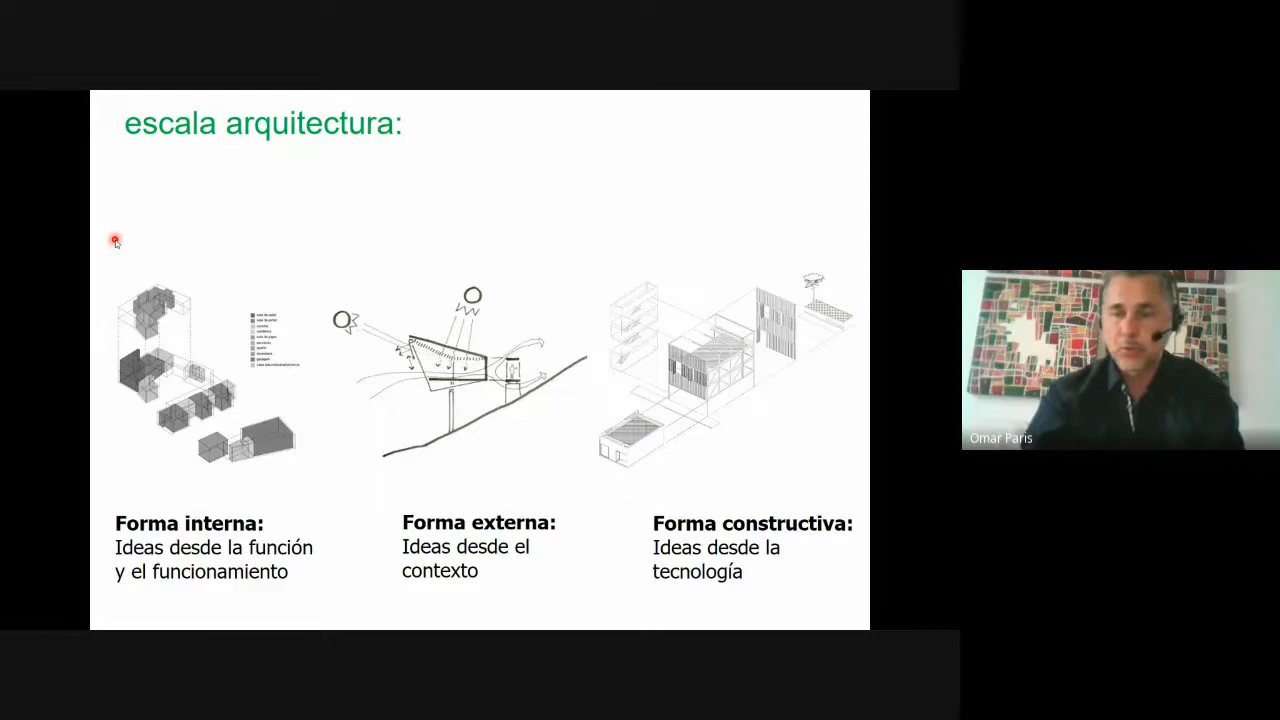 escala arquitectura:
Forma interna:
Ideas desde la función
y el funcionamiento
Forma externa:
Ideas desde el
contexto
Forma constructiva:
Ideas desde la
tecnología
Omar Paris